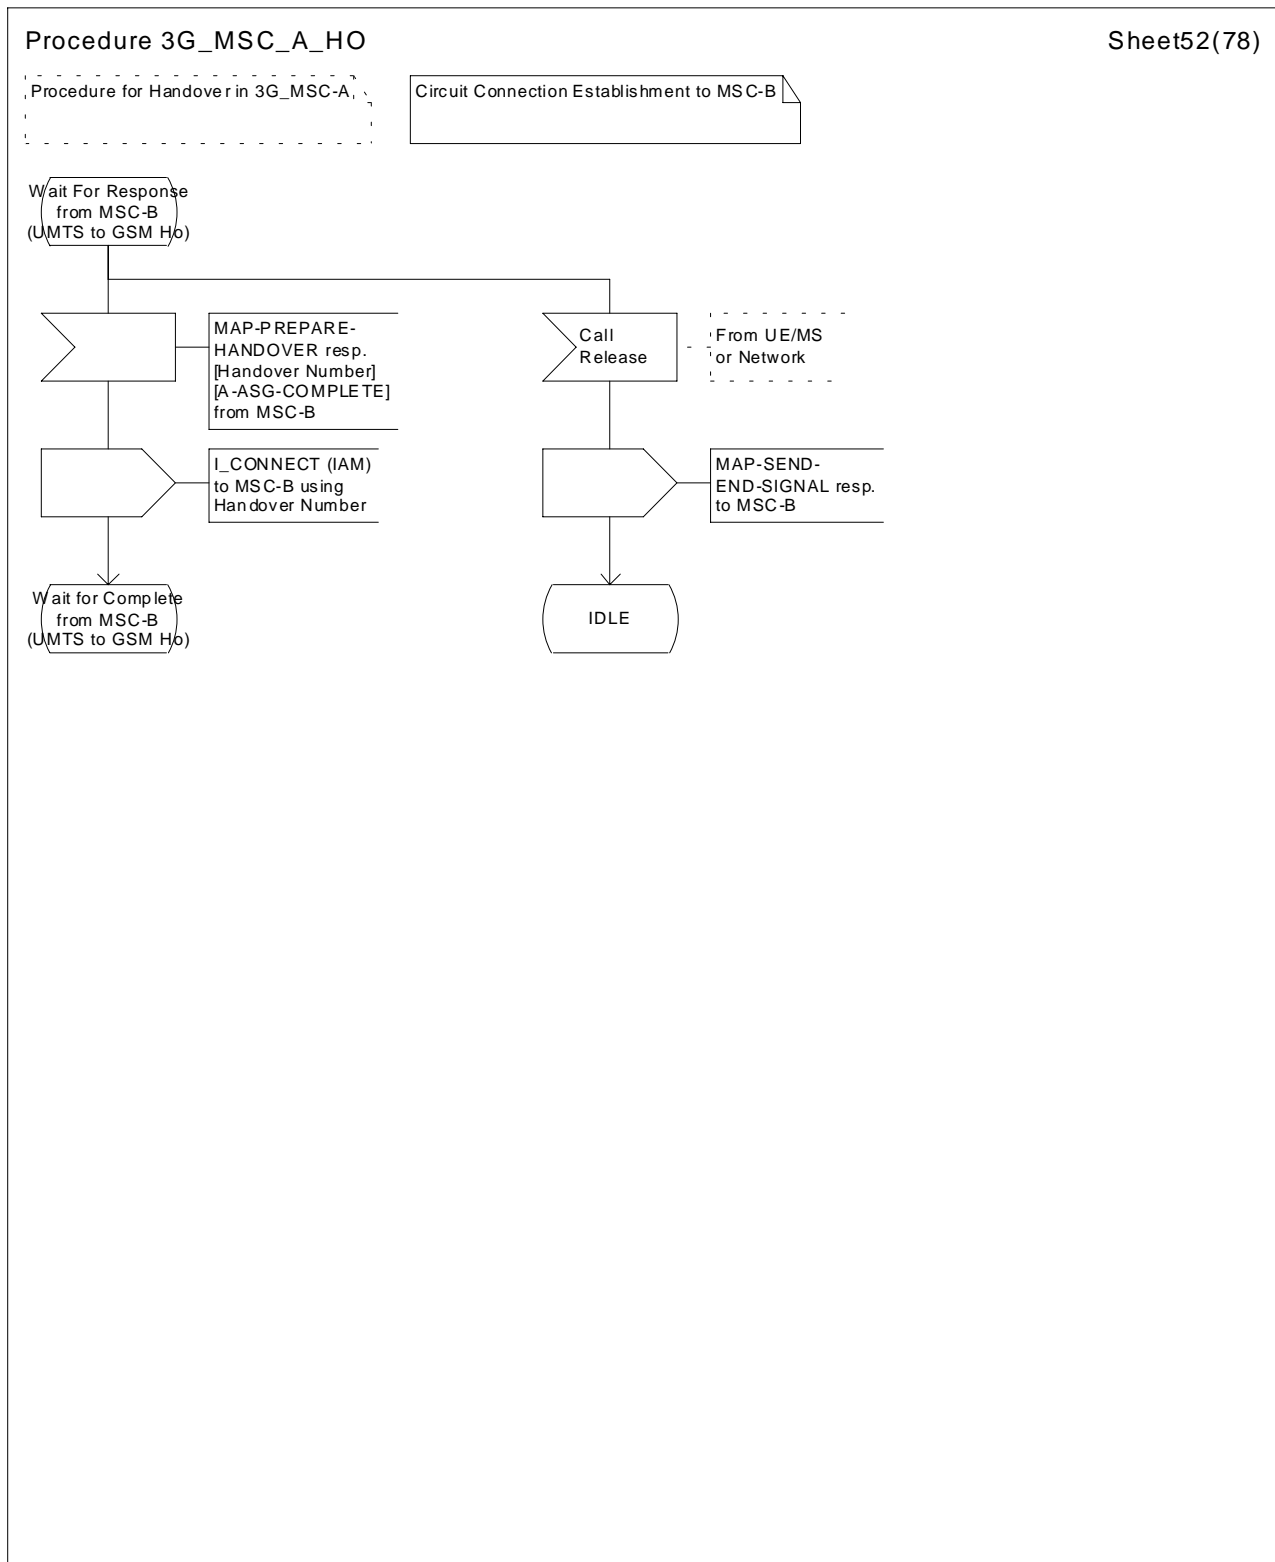 Procedure 3G_MSC_A_HO
Sheet52(78)
Procedure for Handover in 3G_MSC-A
Circuit Connection Establishment to MSC-B
Wait For Response
from MSC-B
(UMTS to GSM Ho)
MAP-PREPARE-
HANDOVER resp.
[Handover Number]
[A-ASG-COMPLETE]
from MSC-B
Call
Release
From UE/MS
or Network
I_CONNECT (IAM)
to MSC-B using
Handover Number
MAP-SEND-
END-SIGNAL resp.
to MSC-B
Wait for Complete
from MSC-B
(UMTS to GSM Ho)
IDLE